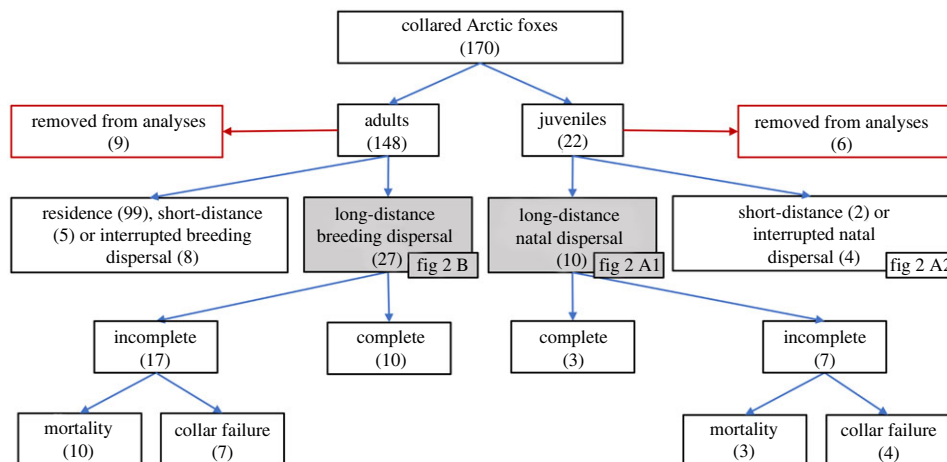 collared Arctic foxes
(170)
removed from analyses
(9)
adults
(148)
juveniles
(22)
removed from analyses
(6)
residence (99), short-distance
(5) or interrupted breeding
dispersal (8)
long-distance
breeding dispersal
(27)
fig 2 B
long-distance
natal dispersal
(10)
fig 2 A1
short-distance (2) or
interrupted natal
dispersal (4)
fig 2 A2
incomplete
(17)
complete
(10)
complete
(3)
incomplete
(7)
mortality
(10)
collar failure
(7)
mortality
(3)
collar failure
(4)